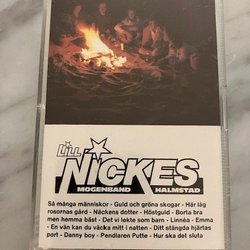 LiLL
NiCKES
MOGENBAND HALMSTAD
Så många människor - Guld och gröna skogar - Här låg
rosornas gård - Näckens dotter - Höstguld - Borta bra
men hemma bäst - Det vi lekte som barn - Linnéa - Emma
- En vän kan du väcka mitt i natten - Ditt stängda hjärtas
port - Danny boy - Pendlaren Putte - Hur ska det sluta